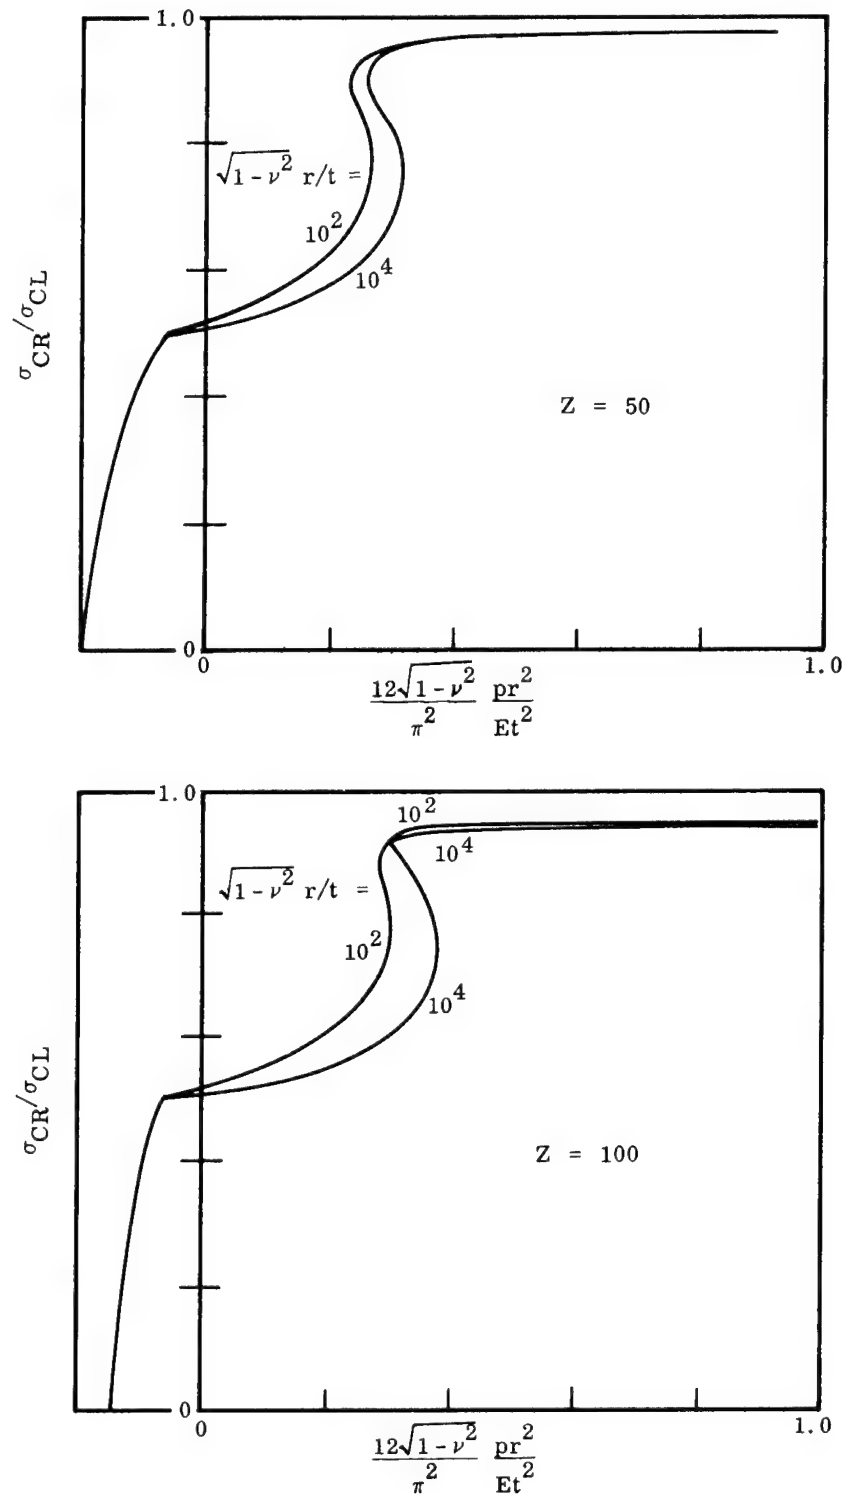 1.0
√1 - ν² r/t =
10²
10⁴
σCR/σCL
Z = 50
0
0
1.0
12√1 - ν² pr²
π² Et²
1.0
10²
10⁴
√1 - ν² r/t =
10²
10⁴
σCR/σCL
Z = 100
0
0
1.0
12√1 - ν² pr²
π² Et²